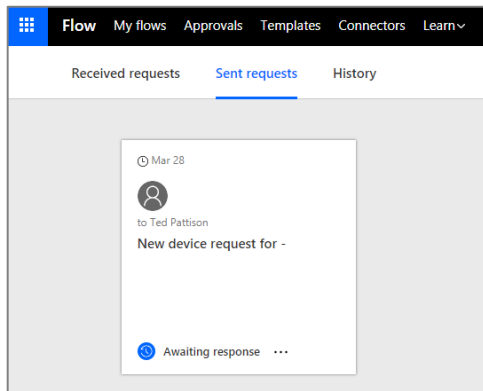 Flow My flows Approvals Templates Connectors Learn
Received requests Sent requests History
Mar 28
to Ted Pattison
New device request for -
Awaiting response ...